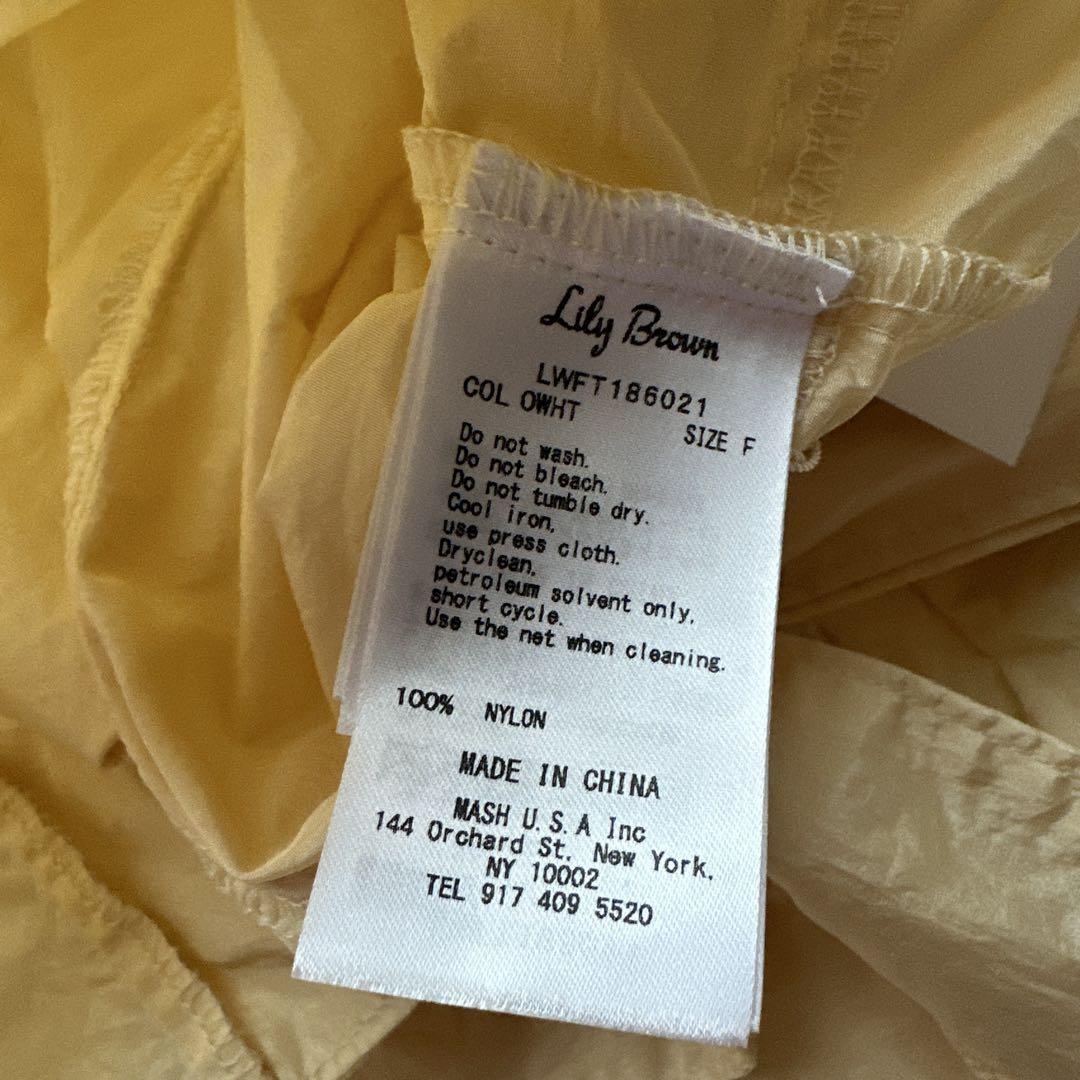 Lily Brown
LWFT186021
COL OWHT
SIZE F
Do not wash.
Do not bleach.
Do not tumble dry.
Cool iron,
use press cloth.
Dryclean,
petroleum solvent only,
short cycle.
Use the net when cleaning.
100% NYLON
MADE IN CHINA
MASH U.S.A Inc
144 Orchard St. New York,
NY 10002
TEL 917 409 5520